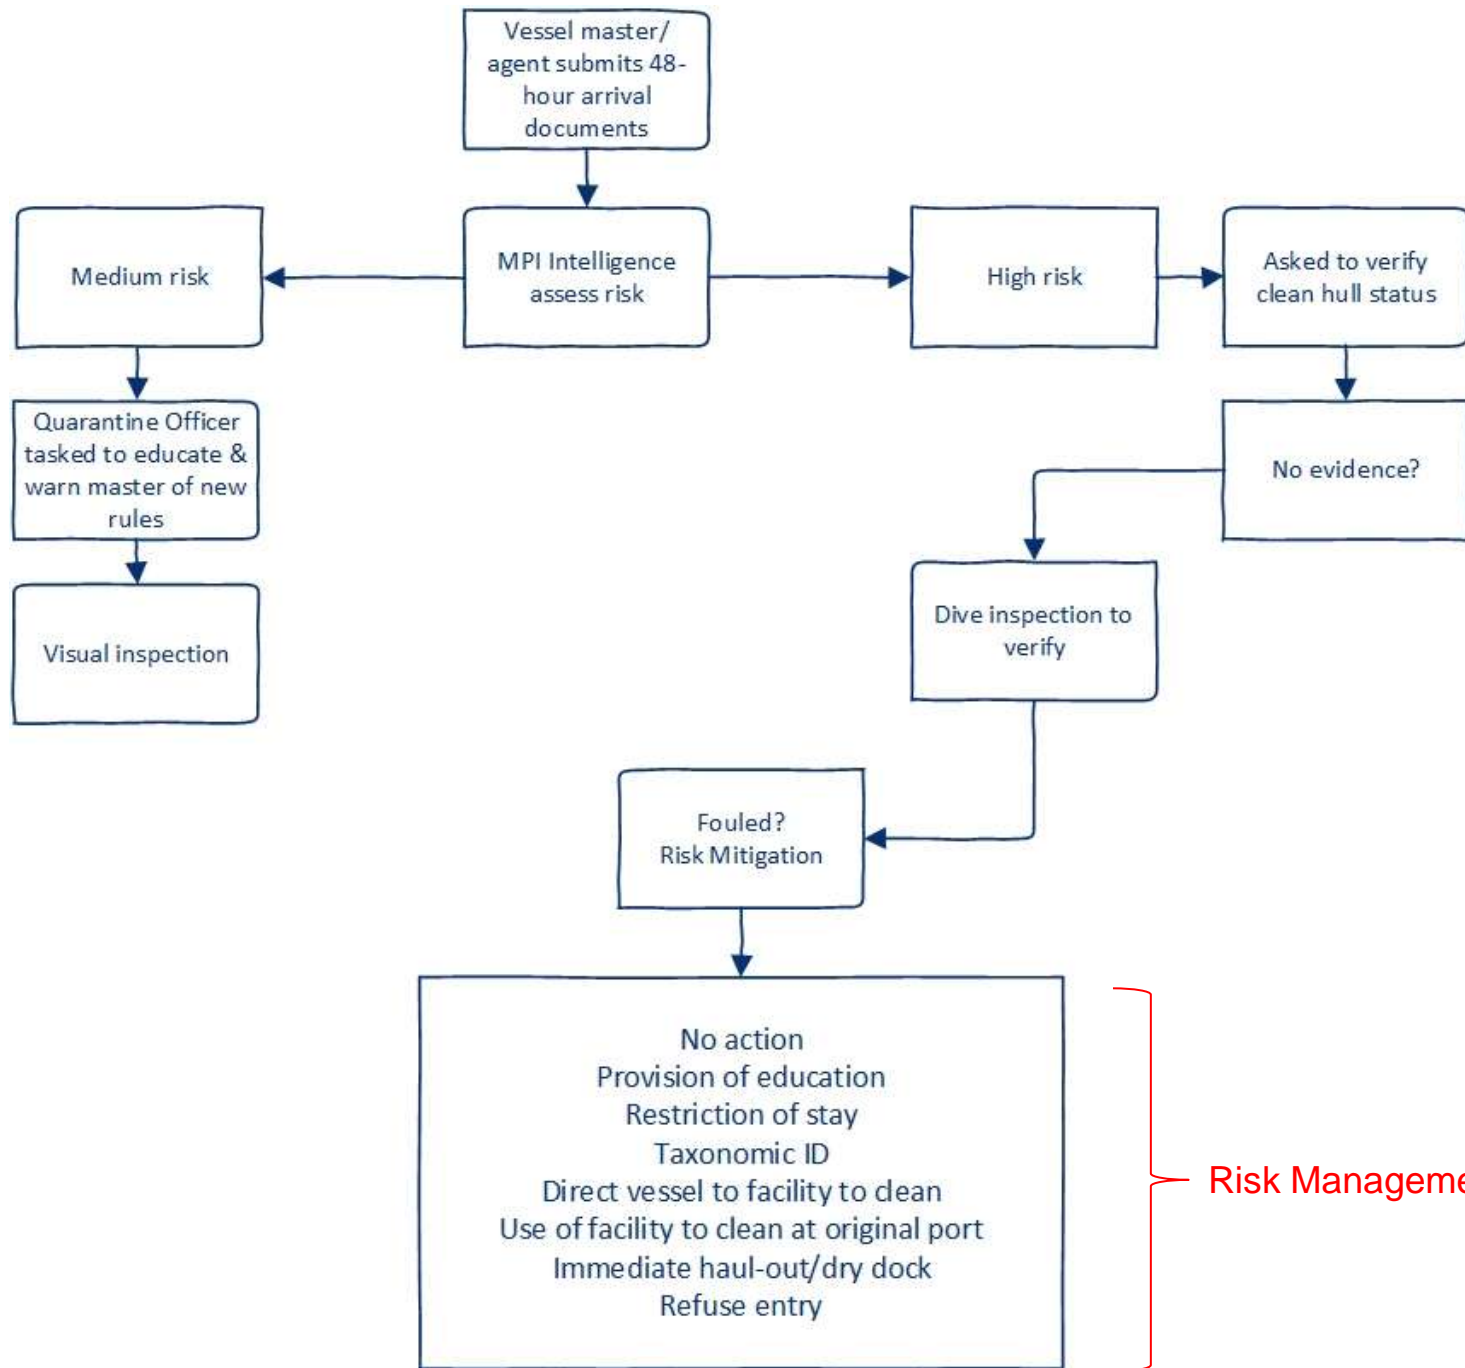 Vessel master/
agent submits 48-
hour arrival
documents
Medium risk
MPI Intelligence
assess risk
High risk
Asked to verify
clean hull status
Quarantine Officer
tasked to educate &
warn master of new
rules
No evidence?
Visual inspection
Dive inspection to
verify
Fouled?
Risk Mitigation
No action
Provision of education
Restriction of stay
Taxonomic ID
Direct vessel to facility to clean
Use of facility to clean at original port
Immediate haul-out/dry dock
Refuse entry
Risk Manageme